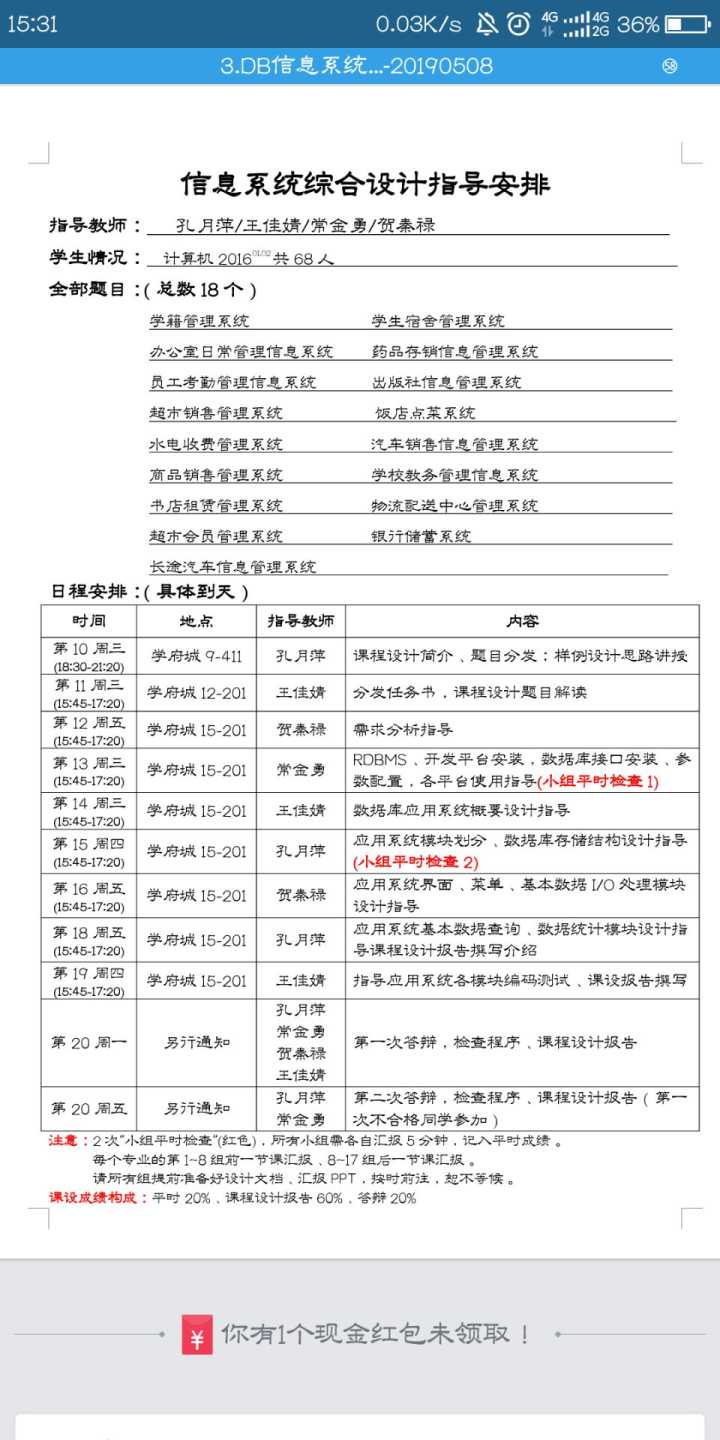 15:31 0.03K/s 4G 4G 2G 36%
3.DB信息系统...-20190508 58
信息系统综合设计指导安排
指导教师： 孔月萍/王佳婧/常金勇/贺秦禄
学生情况： 计算机 2016 01/02 共 68 人
全部题目：( 总数 18 个 )
学籍管理系统 学生宿舍管理系统
办公室日常管理信息系统 药品存销信息管理系统
员工考勤管理信息系统 出版社信息管理系统
超市销售管理系统 饭店点菜系统
水电收费管理系统 汽车销售信息管理系统
商品销售管理系统 学校教务管理信息系统
书店租赁管理系统 物流配送中心管理系统
超市会员管理系统 银行储蓄系统
长途汽车信息管理系统
日程安排：( 具体到天 )
时间 地点 指导教师 内容
第 10 周三
(18:30-21:20) 学府城 9-411 孔月萍 课程设计简介、题目分发；样例设计思路讲授
第 11 周三
(15:45-17:20) 学府城 12-201 王佳婧 分发任务书，课程设计题目解读
第 12 周五
(15:45-17:20) 学府城 15-201 贺秦禄 需求分析指导
第 13 周三
(15:45-17:20) 学府城 15-201 常金勇 RDBMS、开发平台安装，数据库接口安装、参
数配置，各平台使用指导(小组平时检查 1)
第 14 周三
(15:45-17:20) 学府城 15-201 王佳婧 数据库应用系统概要设计指导
第 15 周四
(15:45-17:20) 学府城 15-201 孔月萍 应用系统模块划分、数据库存储结构设计指导
(小组平时检查 2)
第 16 周五
(15:45-17:20) 学府城 15-201 贺秦禄 应用系统界面、菜单、基本数据 I/O 处理模块
设计指导
第 18 周五
(15:45-17:20) 学府城 15-201 孔月萍 应用系统基本数据查询、数据统计模块设计指
导课程设计报告撰写介绍
第 19 周四
(15:45-17:20) 学府城 15-201 王佳婧 指导应用系统各模块编码测试、课设报告撰写
第 20 周一 另行通知 孔月萍
常金勇
贺秦禄
王佳婧 第一次答辩，检查程序、课程设计报告
第 20 周五 另行通知 孔月萍
常金勇 第二次答辩，检查程序、课程设计报告（第一
次不合格同学参加）
注意：2 次"小组平时检查"(红色)，所有小组需各自汇报 5 分钟，记入平时成绩。
每个专业的第 1~8 组前一节课汇报、8~17 组后一节课汇报。
请所有组提前准备好设计文档、汇报 PPT，按时前往，恕不等候。
课设成绩构成：平时 20%、课程设计报告 60%、答辩 20%
¥ 你有1个现金红包未领取！